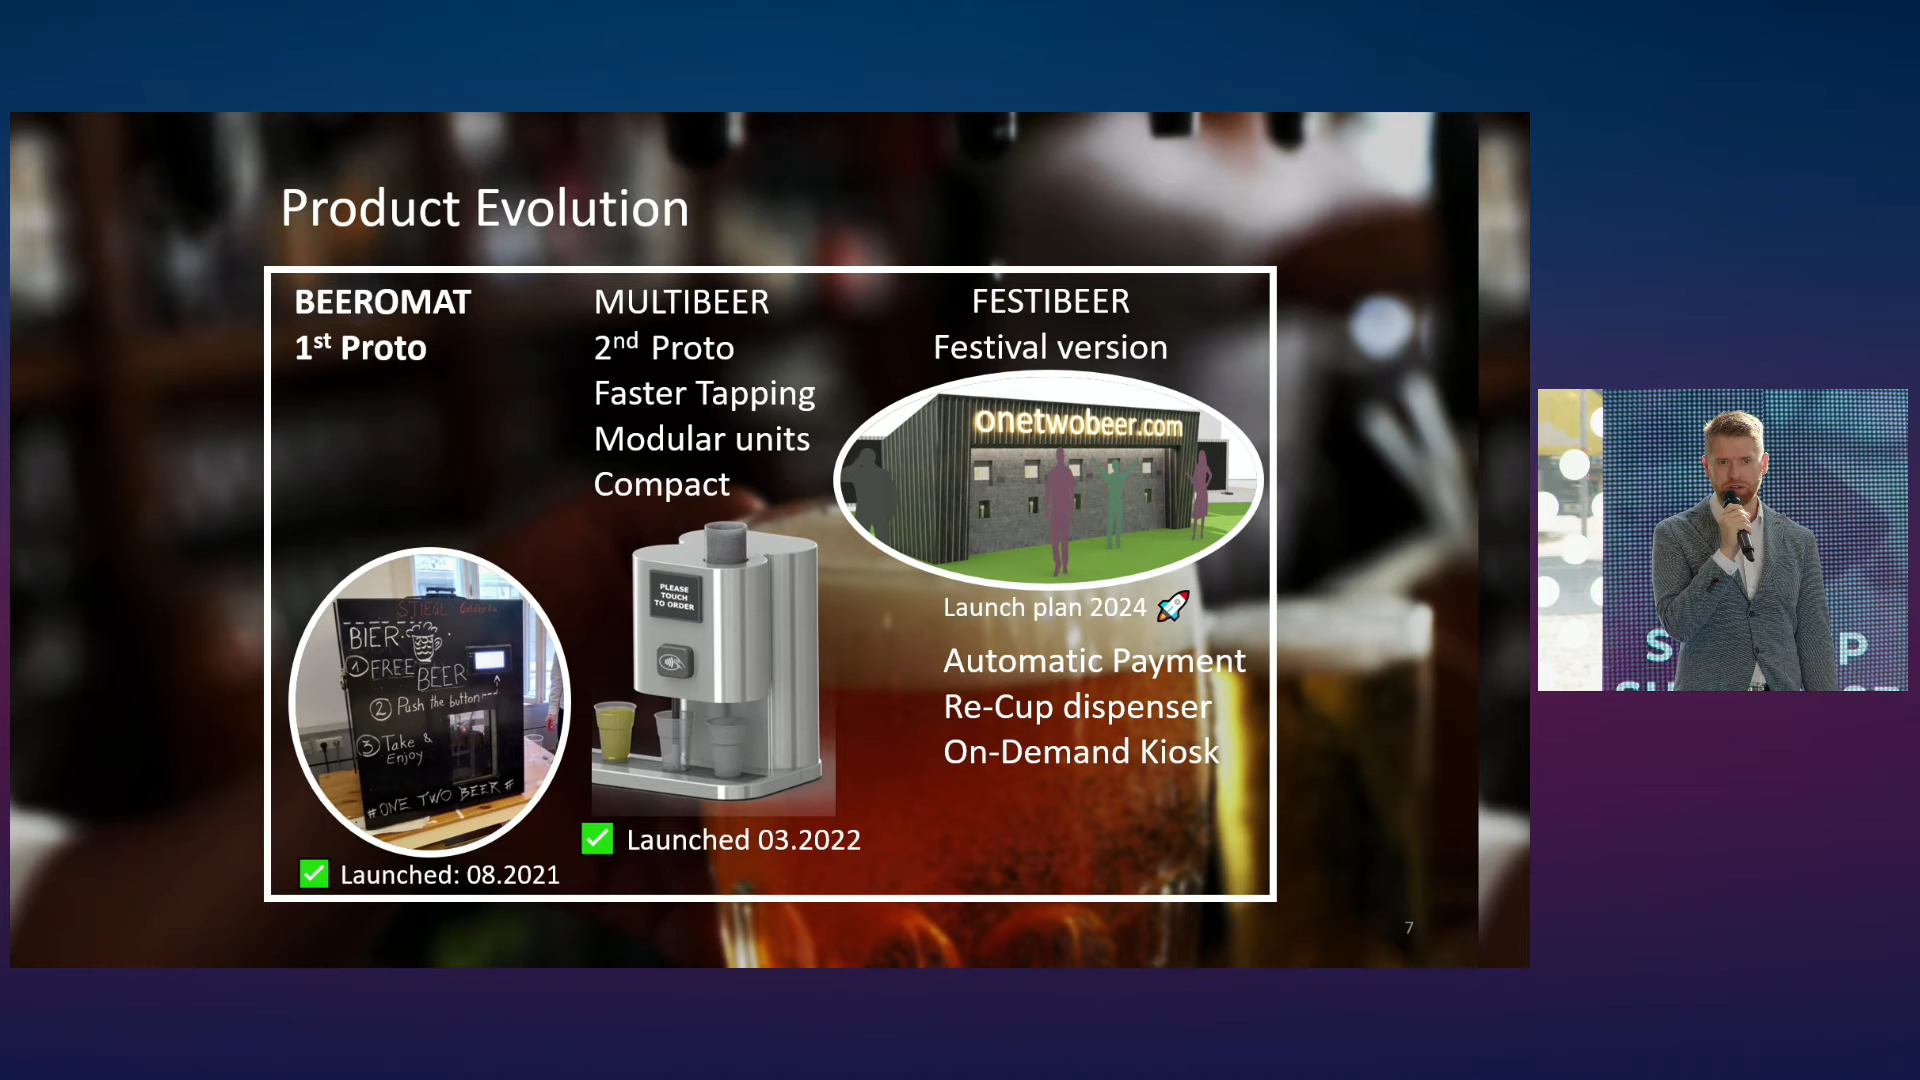 Product Evolution
BEEROMAT
1st Proto
MULTIBEER
2nd Proto
Faster Tapping
Modular units
Compact
FESTIBEER
Festival version
onetwobeer.com
PLEASE
TOUCH
TO ORDER
STIEGL Goldbräu
BIER
1 FREE
BEER
2 Push the button
3 Take &
Enjoy
#ONE TWO BEER #
Launched: 08.2021
Launched 03.2022
Launch plan 2024 🚀
Automatic Payment
Re-Cup dispenser
On-Demand Kiosk
7